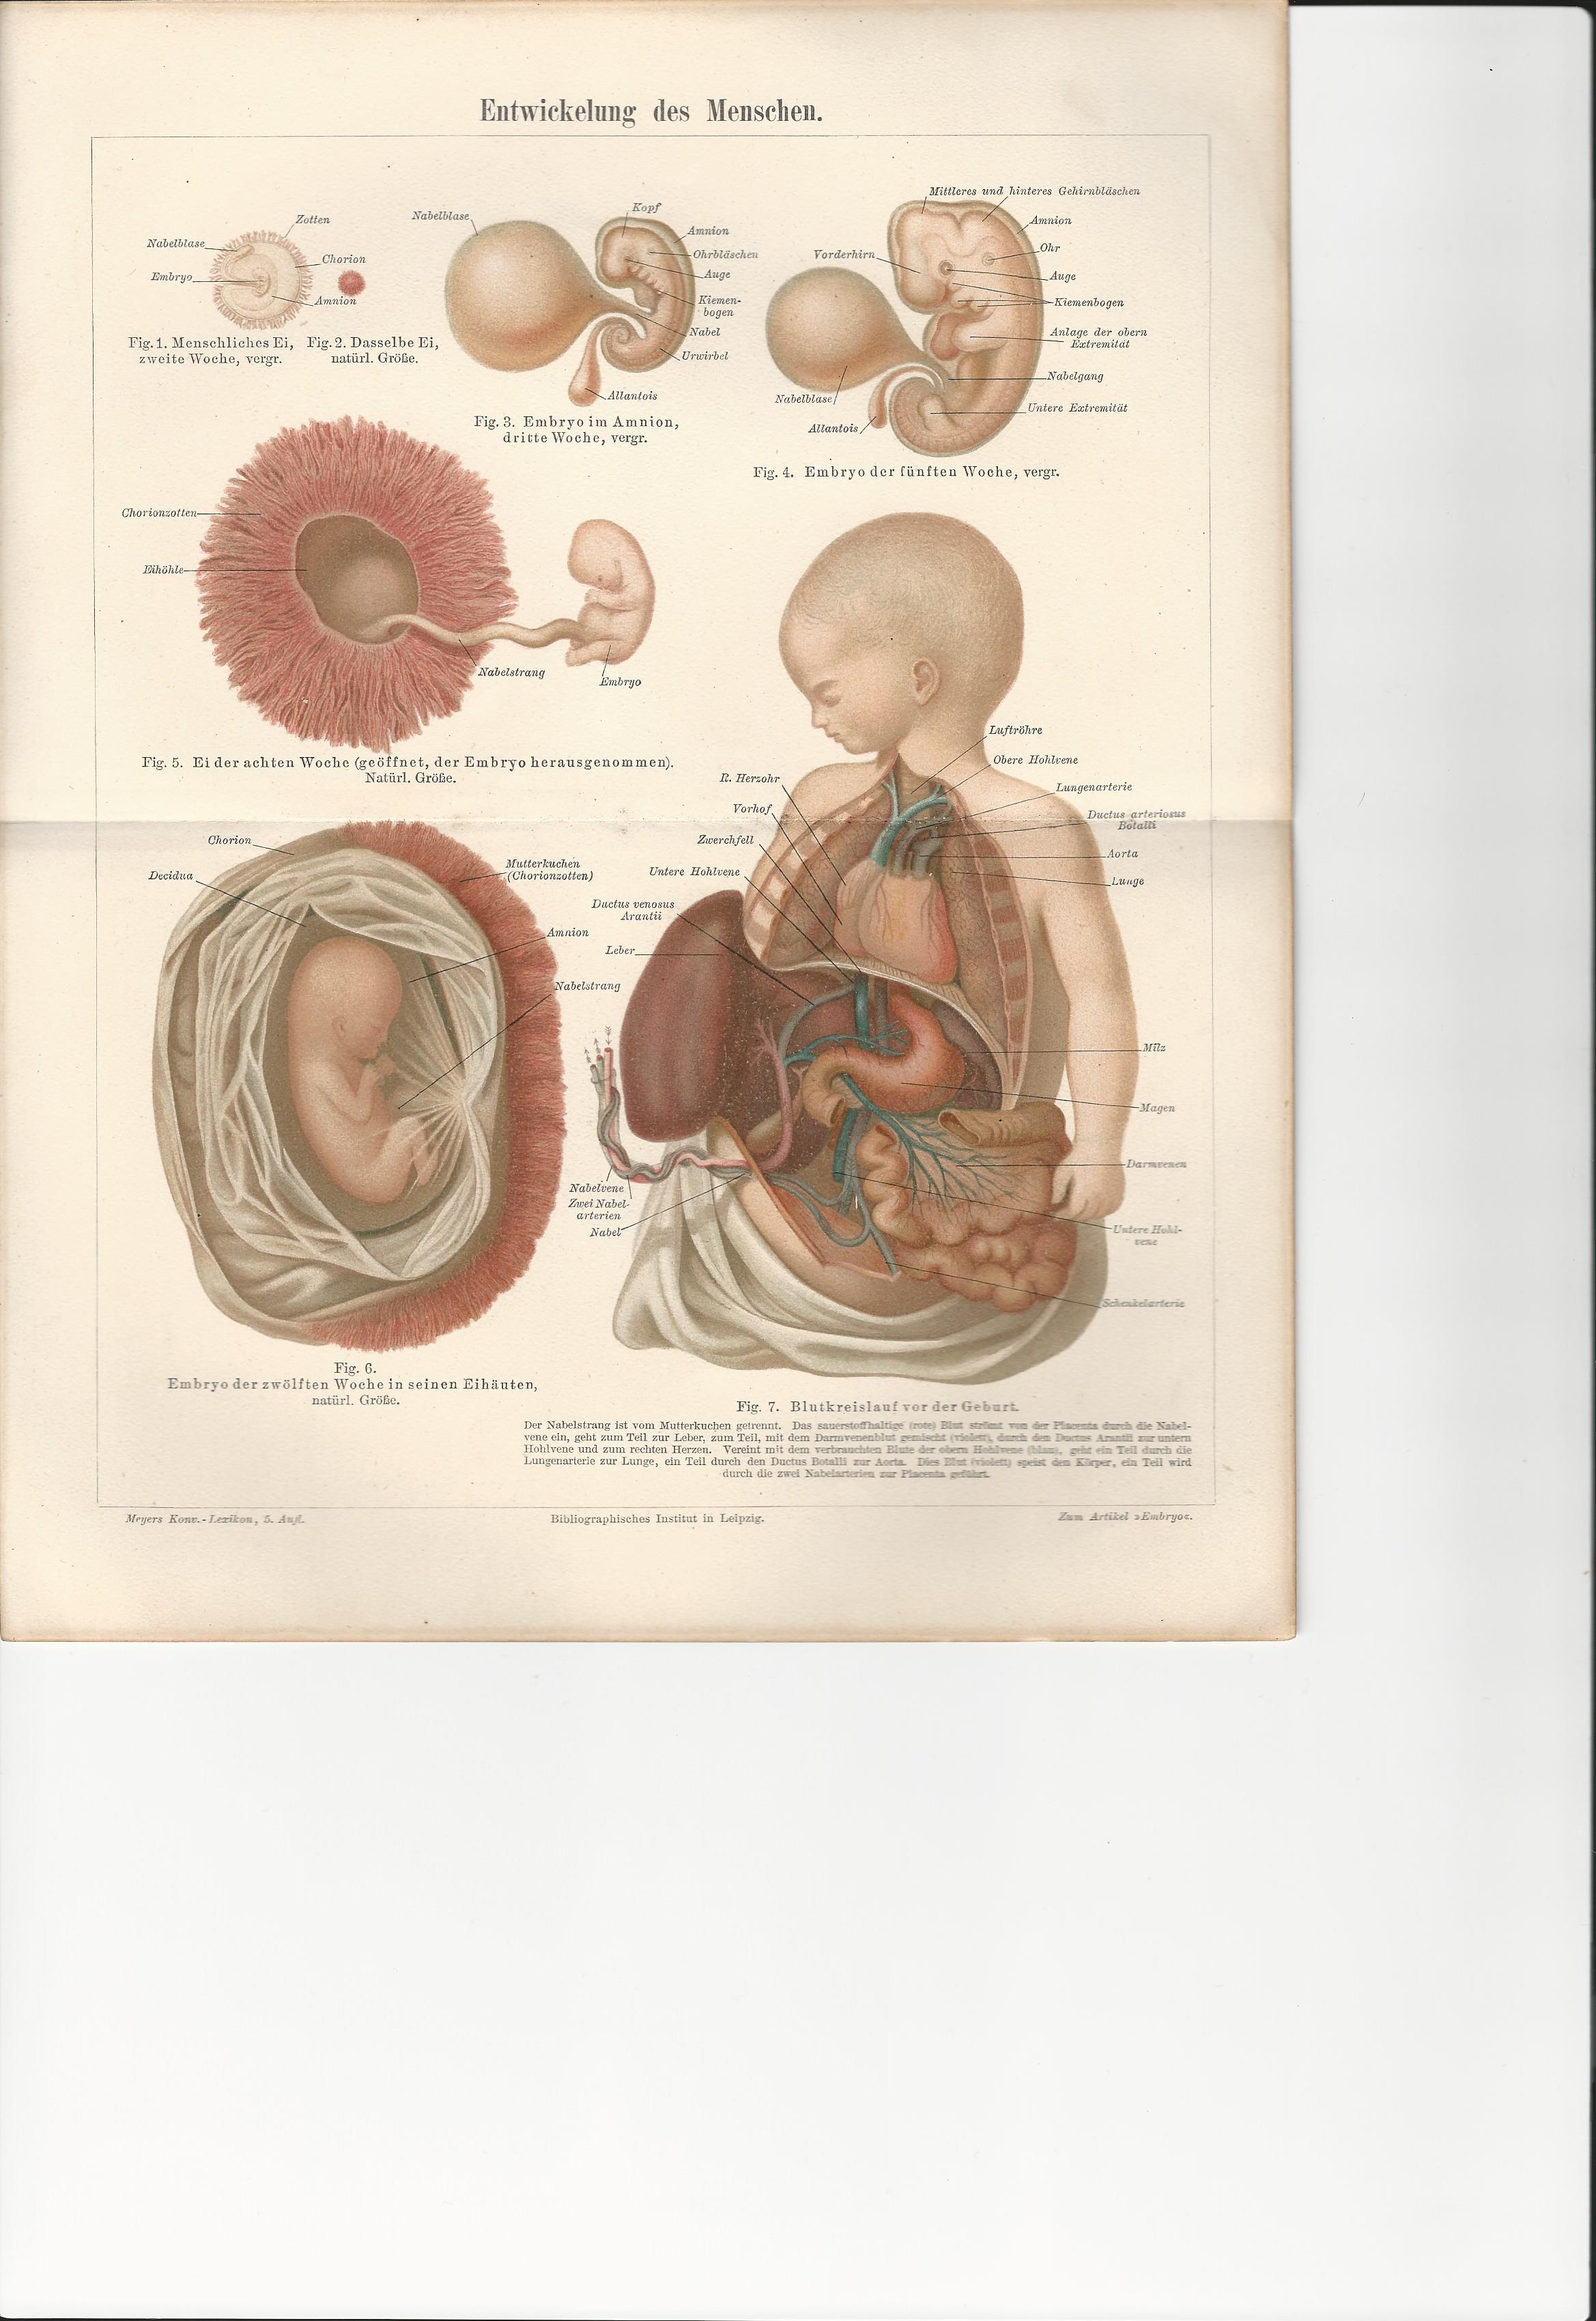 Entwickelung des Menschen.
Zotten
Nabelblase
Chorion
Embryo
Amnion
Fig. 1. Menschliches Ei,
zweite Woche, vergr.
Fig. 2. Dasselbe Ei,
natürl. Größe.
Nabelblase
Kopf
Amnion
Ohrbläschen
Auge
Kiemen-
bogen
Nabel
Urwirbel
Allantois
Fig. 3. Embryo im Amnion,
dritte Woche, vergr.
Mittleres und hinteres Gehirnbläschen
Amnion
Vorderhirn
Ohr
Auge
Kiemenbogen
Anlage der obern
Extremität
Nabelgang
Nabelblase
Untere Extremität
Allantois
Fig. 4. Embryo der fünften Woche, vergr.
Chorionzotten
Eihöhle
Nabelstrang
Embryo
Fig. 5. Ei der achten Woche (geöffnet, der Embryo herausgenommen).
Natürl. Größe.
Chorion
Decidua
Mutterkuchen
(Chorionzotten)
Amnion
Nabelstrang
Fig. 6.
Embryo der zwölften Woche in seinen Eihäuten,
natürl. Größe.
Luftröhre
Obere Hohlvene
R. Herzohr
Lungenarterie
Vorhof
Ductus arteriosus
Botalli
Zwerchfell
Aorta
Untere Hohlvene
Lunge
Ductus venosus
Arantii
Leber
Milz
Magen
Darmvenen
Nabelvene
Zwei Nabel-
arterien
Nabel
Untere Hohl-
vene
Schenkelarterie
Fig. 7. Blutkreislauf vor der Geburt.
Der Nabelstrang ist vom Mutterkuchen getrennt. Das sauerstoffhaltige (rote) Blut strömt von der Placenta durch die Nabel-
vene ein, geht zum Teil zur Leber, zum Teil, mit dem Darmvenenblut gemischt (violett), durch den Ductus Arantii zur untern
Hohlvene und zum rechten Herzen. Vereint mit dem verbrauchten Blute der obern Hohlvene (blau), geht ein Teil durch die
Lungenarterie zur Lunge, ein Teil durch den Ductus Botalli zur Aorta. Dies Blut (violett) speist den Körper, ein Teil wird
durch die zwei Nabelarterien zur Placenta geführt.
Meyers Konv.-Lexikon, 5. Aufl.
Bibliographisches Institut in Leipzig.
Zum Artikel »Embryo«.